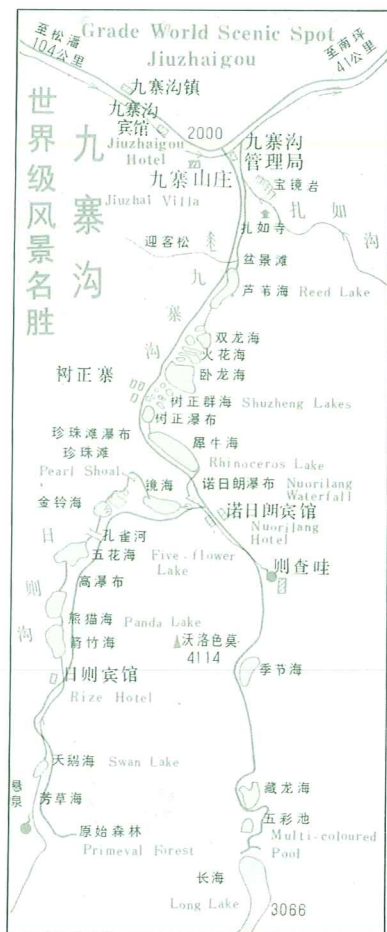 Grade World Scenic Spot
Jiuzhaigou
至松潘
104公里
至南坪
41公里
世界级风景名胜
九寨沟
九寨沟镇
九寨沟
宾馆
Jiuzhaigou
Hotel
2000
九寨沟
管理局
九寨山庄
Jiuzhai Villa
宝镜岩
扎如沟
扎如寺
迎客松
盆景滩
九寨沟
芦苇海 Reed Lake
双龙海
火花海
卧龙海
树正寨
树正群海 Shuzheng Lakes
树正瀑布
珍珠滩瀑布
犀牛海
Rhinoceros Lake
珍珠滩
Pearl Shoal
镜海
诺日朗瀑布 Nuorilang
Waterfall
金铃海
诺日朗宾馆
Nuorilang
Hotel
日则沟
孔雀河
五花海 Five-flower
Lake
则查哇
高瀑布
熊猫海 Panda Lake
箭竹海
沃洛色莫
4114
季节海
日则宾馆
Rize Hotel
天鹅海 Swan Lake
悬泉
芳草海
藏龙海
原始森林
Primeval Forest
五彩池
Multi-coloured
Pool
长海
Long Lake
3066